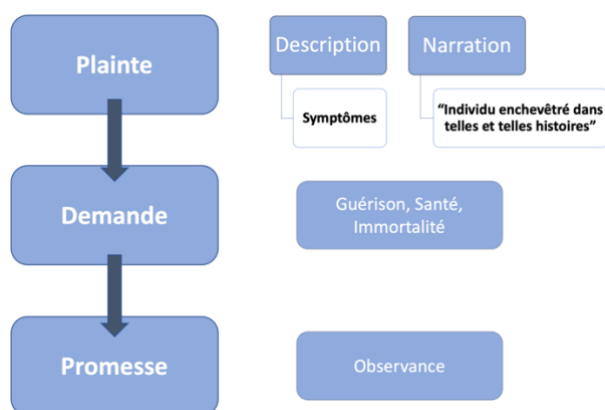 Plainte
Description
Narration
Symptômes
“Individu enchevêtré dans
telles et telles histoires”
Demande
Guérison, Santé,
Immortalité
Promesse
Observance